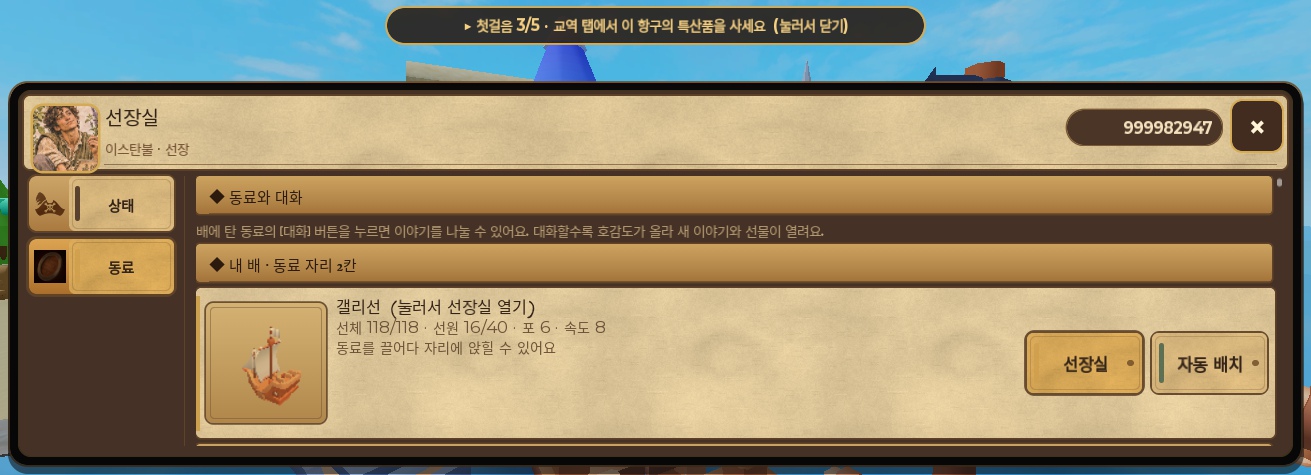 ▸ 첫걸음 3/5 · 교역 탭에서 이 항구의 특산품을 사세요 (눌러서 닫기)
선장실
이스탄불 · 선장
999982947
×
상태
동료
◆ 동료와 대화
배에 탄 동료의 [대화] 버튼을 누르면 이야기를 나눌 수 있어요. 대화할수록 호감도가 올라 새 이야기와 선물이 열려요.
◆ 내 배 · 동료 자리 2칸
갤리선 (눌러서 선장실 열기)
선체 118/118 · 선원 16/40 · 포 6 · 속도 8
동료를 끌어다 자리에 앉힐 수 있어요
선장실
자동 배치